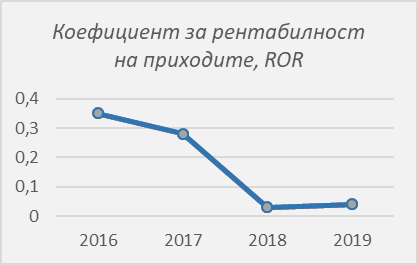 Коефициент за рентабилност
на приходите, ROR
0,4
0,3
0,2
0,1
0
2016 2017 2018 2019